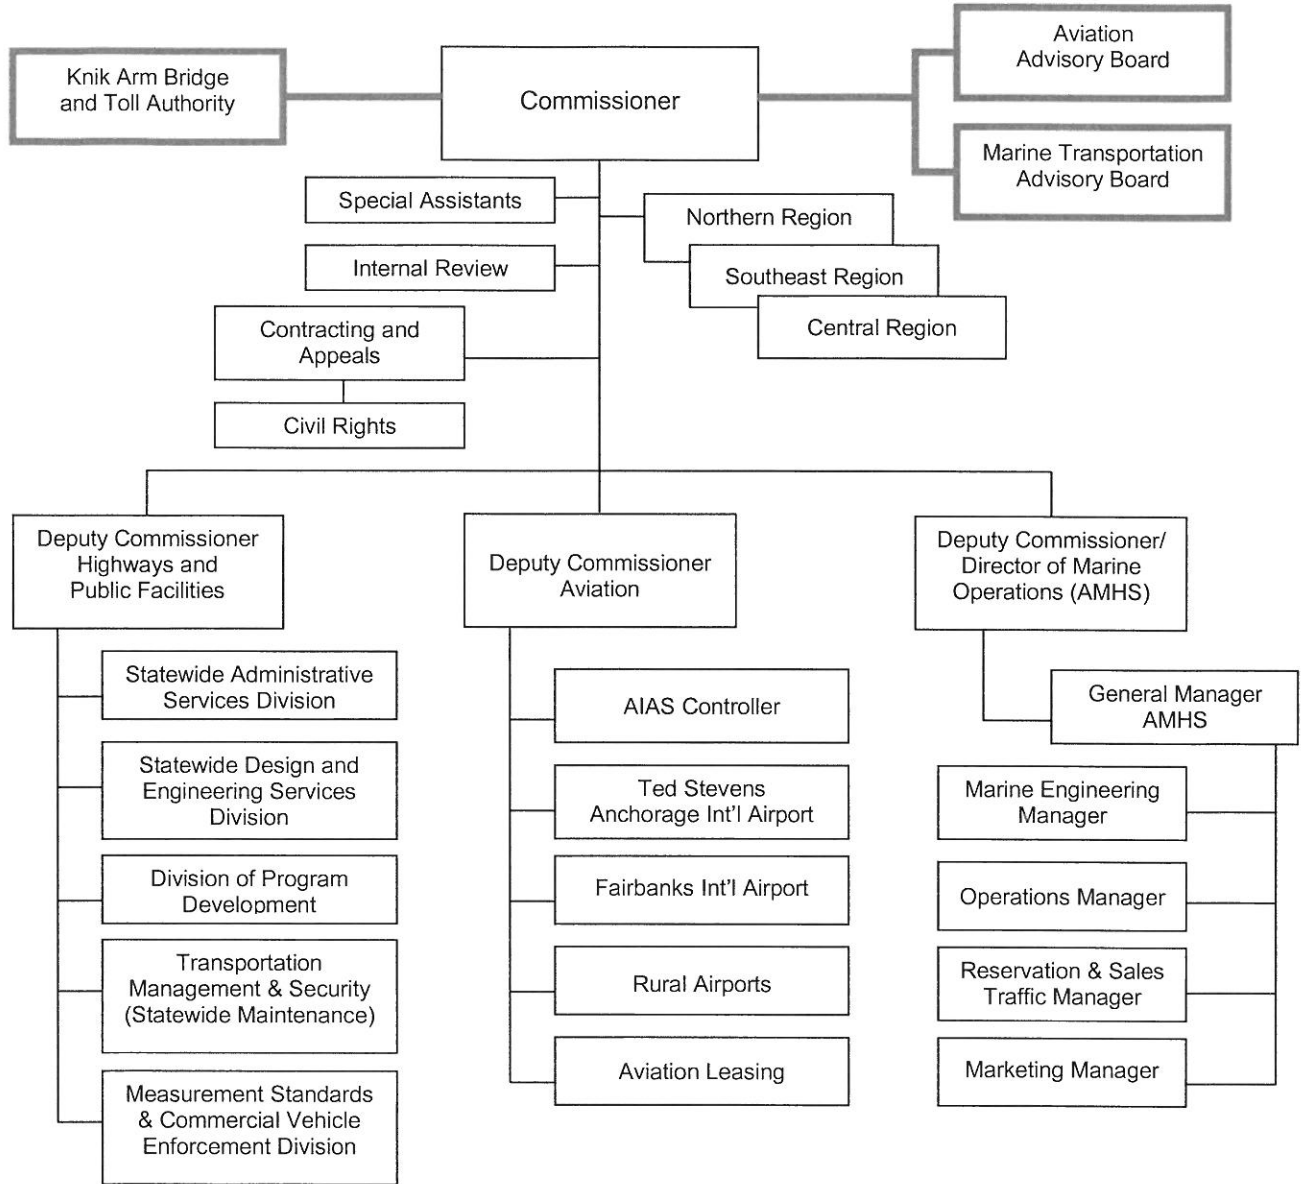 Knik Arm Bridge
and Toll Authority
Commissioner
Aviation
Advisory Board
Marine Transportation
Advisory Board
Special Assistants
Internal Review
Contracting and
Appeals
Civil Rights
Northern Region
Southeast Region
Central Region
Deputy Commissioner
Highways and
Public Facilities
Statewide Administrative
Services Division
Statewide Design and
Engineering Services
Division
Division of Program
Development
Transportation
Management & Security
(Statewide Maintenance)
Measurement Standards
& Commercial Vehicle
Enforcement Division
Deputy Commissioner
Aviation
AIAS Controller
Ted Stevens
Anchorage Int'l Airport
Fairbanks Int'l Airport
Rural Airports
Aviation Leasing
Deputy Commissioner/
Director of Marine
Operations (AMHS)
General Manager
AMHS
Marine Engineering
Manager
Operations Manager
Reservation & Sales
Traffic Manager
Marketing Manager